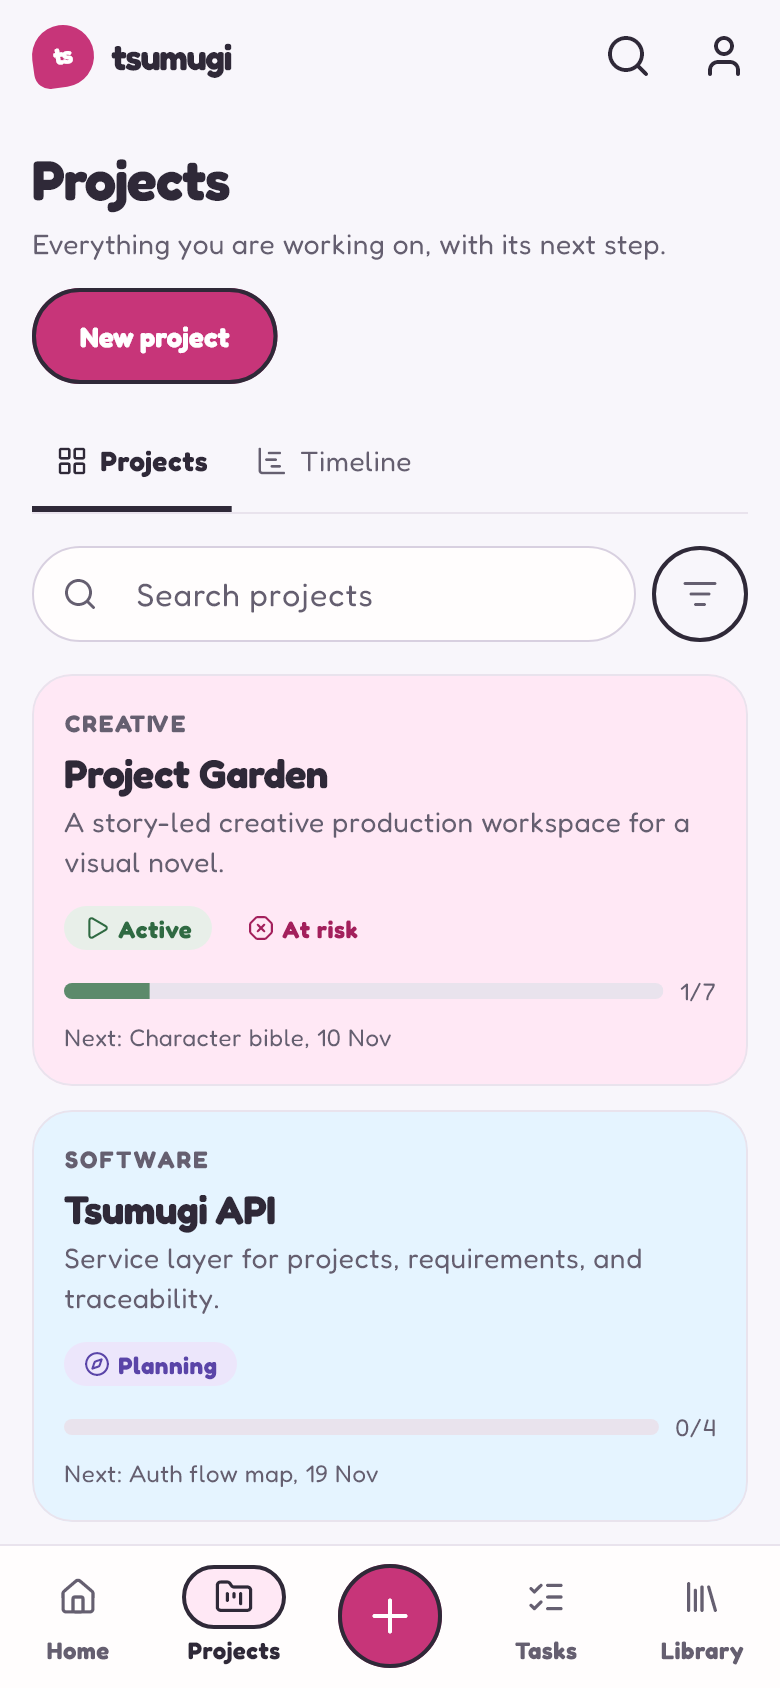 ts
tsumugi
Projects
Everything you are working on, with its next step.
New project
Projects
Timeline
Search projects
CREATIVE
Project Garden
A story-led creative production workspace for a
visual novel.
Active
At risk
1/7
Next: Character bible, 10 Nov
SOFTWARE
Tsumugi API
Service layer for projects, requirements, and
traceability.
Planning
0/4
Next: Auth flow map, 19 Nov
Home
Projects
Tasks
Library